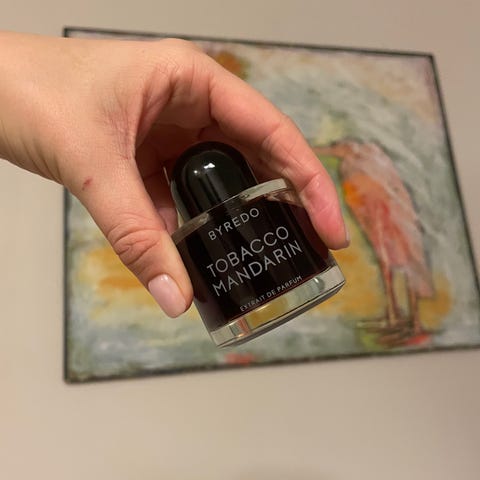 BYREDO
TOBACCO
MANDARIN
EXTRAIT DE PARFUM